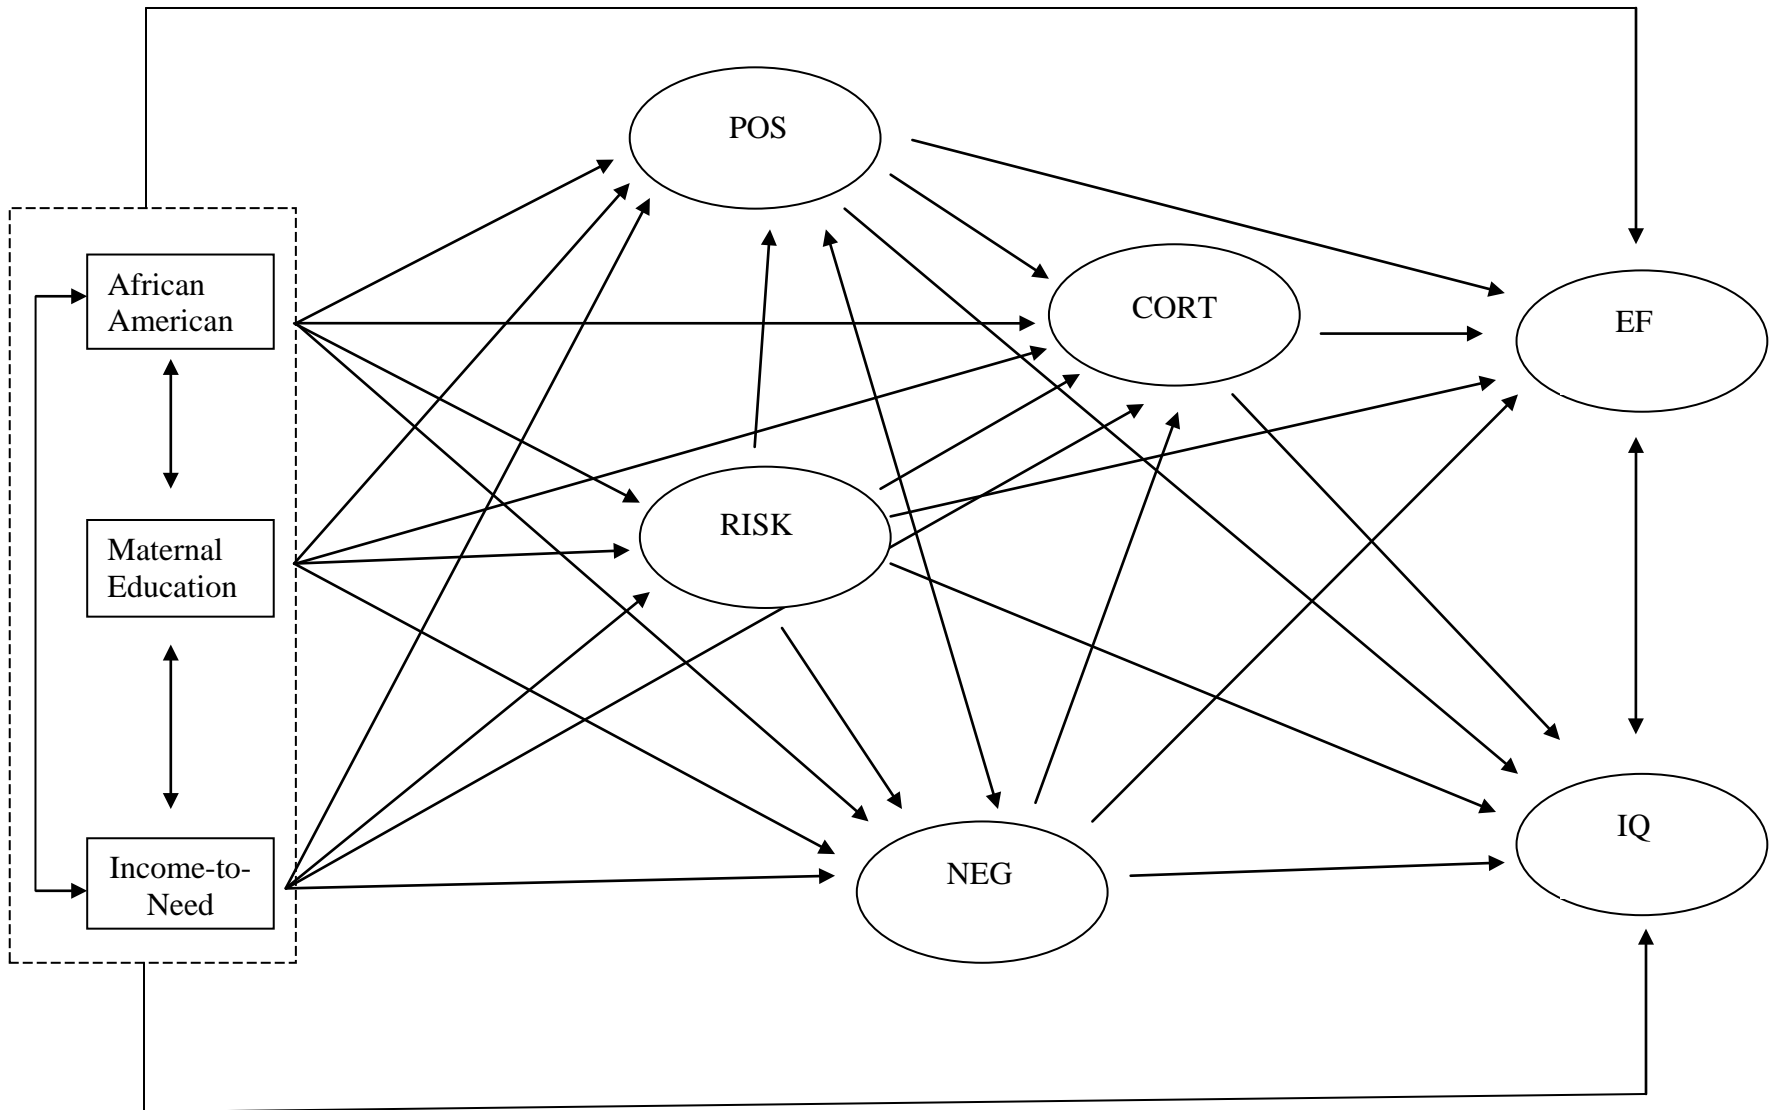 POS
CORT
EF
African
American
Maternal
Education
RISK
IQ
NEG
Income-to-
Need